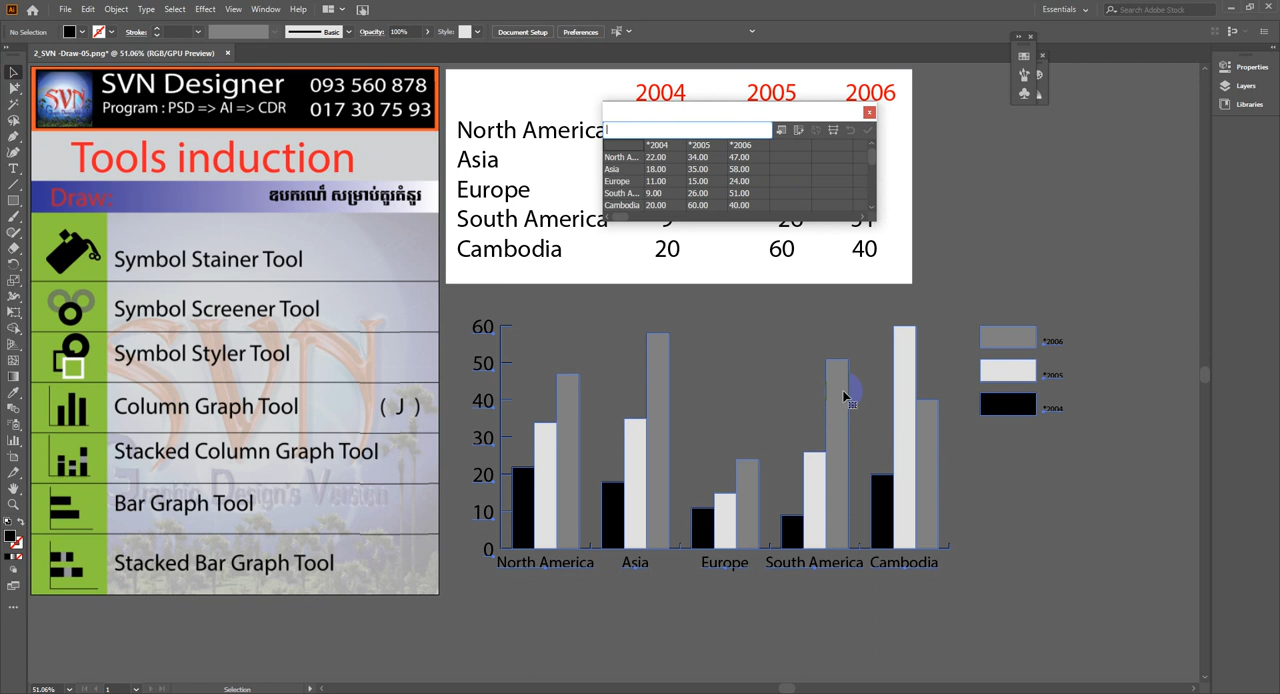 File Edit Object Type Select Effect View Window Help
Essentials
Search Adobe Stock
No Selection
Stroke:
Basic
Opacity: 100%
Style:
Document Setup
Preferences
2_SVN -Draw-05.png* @ 51.06% (RGB/GPU Preview)
SVN
SVN Designer
Program : PSD => AI => CDR
093 560 878
017 30 75 93
Tools induction
Draw:
ឧបករណ៏ សម្រាប់គូរគំនូរ
Symbol Stainer Tool
Symbol Screener Tool
Symbol Styler Tool
Column Graph Tool ( J )
Stacked Column Graph Tool
Bar Graph Tool
Stacked Bar Graph Tool
2004 2005 2006
North America
Asia
Europe
South America
Cambodia 20 60 40
*2004 *2005 *2006
North A... 22.00 34.00 47.00
Asia 18.00 35.00 58.00
Europe 11.00 15.00 24.00
South A... 9.00 26.00 51.00
Cambodia 20.00 60.00 40.00
60
50
40
30
20
10
0
North America Asia Europe South America Cambodia
*2006
*2005
*2004
Properties
Layers
Libraries
51.06%
1
Selection